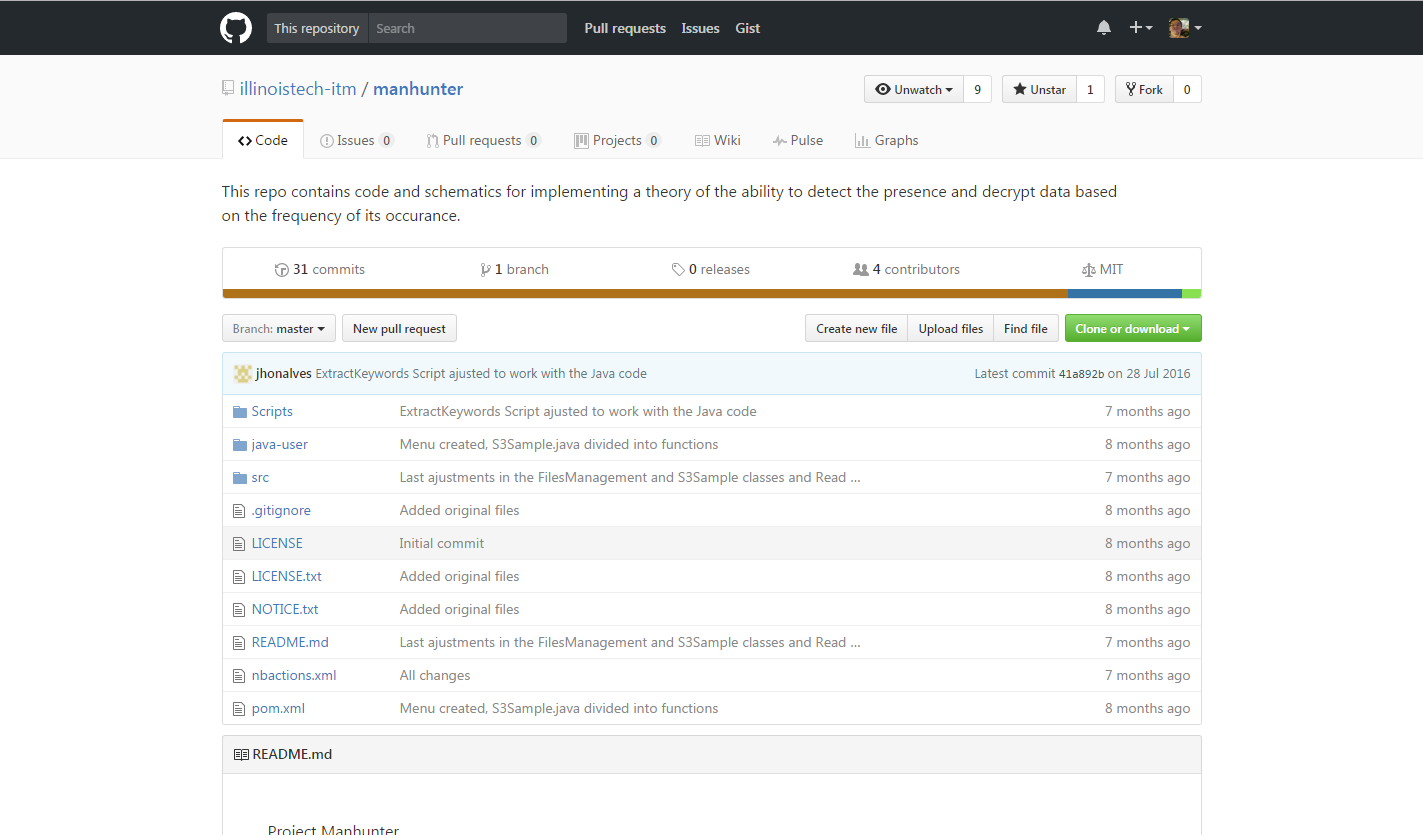 This repository Search Pull requests Issues Gist
illinoistech-itm / manhunter Unwatch 9 Unstar 1 Fork 0
Code Issues 0 Pull requests 0 Projects 0 Wiki Pulse Graphs
This repo contains code and schematics for implementing a theory of the ability to detect the presence and decrypt data based
on the frequency of its occurance.
31 commits 1 branch 0 releases 4 contributors MIT
Branch: master New pull request Create new file Upload files Find file Clone or download
jhonalves ExtractKeywords Script ajusted to work with the Java code Latest commit 41a892b on 28 Jul 2016
Scripts ExtractKeywords Script ajusted to work with the Java code 7 months ago
java-user Menu created, S3Sample.java divided into functions 8 months ago
src Last ajustments in the FilesManagement and S3Sample classes and Read ... 7 months ago
.gitignore Added original files 8 months ago
LICENSE Initial commit 8 months ago
LICENSE.txt Added original files 8 months ago
NOTICE.txt Added original files 8 months ago
README.md Last ajustments in the FilesManagement and S3Sample classes and Read ... 7 months ago
nbactions.xml All changes 7 months ago
pom.xml Menu created, S3Sample.java divided into functions 8 months ago
README.md
Project Manhunter